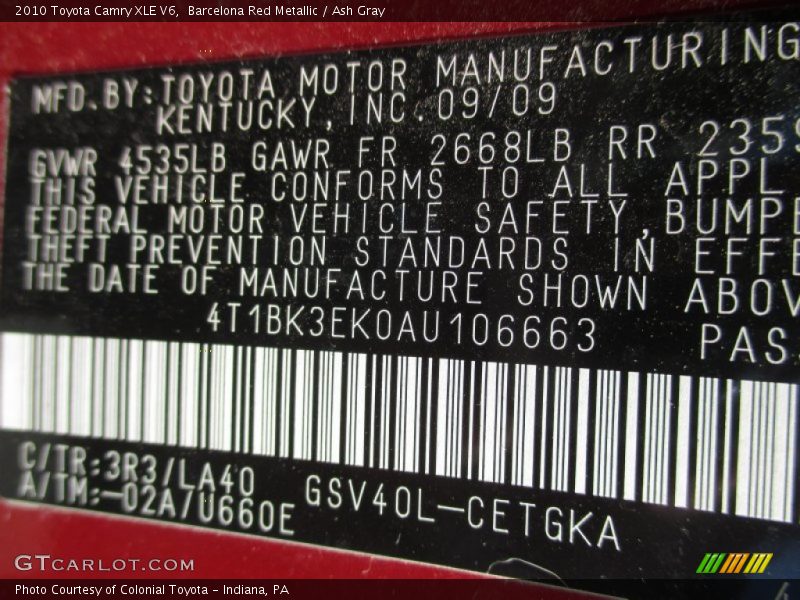 2010 Toyota Camry XLE V6,  Barcelona Red Metallic / Ash Gray
MFD.BY:TOYOTA MOTOR MANUFACTURING
KENTUCKY, INC. 09/09
GVWR 4535LB GAWR FR 2668LB RR 2359
THIS VEHICLE CONFORMS TO ALL APPL
FEDERAL MOTOR VEHICLE SAFETY, BUMPE
THEFT PREVENTION STANDARDS IN EFFE
THE DATE OF MANUFACTURE SHOWN ABOV
4T1BK3EK0AU106663 PAS
C/TR:3R3/LA40 GSV40L-CETGKA
A/TM:-02A/U660E
GTCARLOT.COM
Photo Courtesy of Colonial Toyota - Indiana, PA